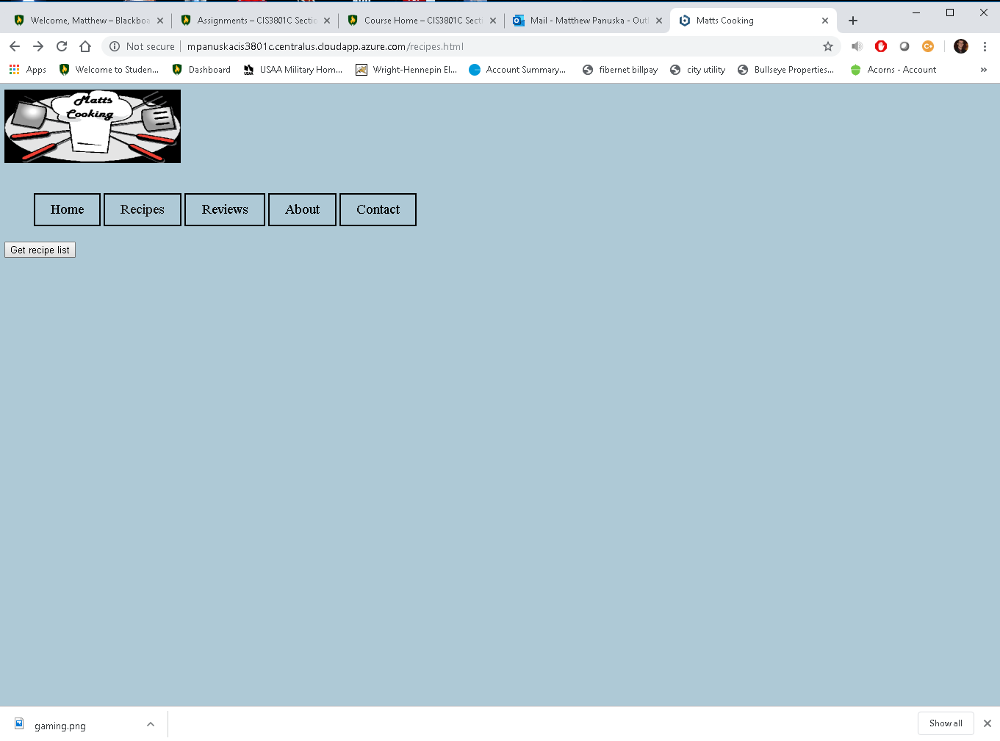 Welcome, Matthew – Blackboa
Assignments – CIS3801C Sectio
Course Home – CIS3801C Secti
Mail - Matthew Panuska - Outl
Matts Cooking
Not secure
mpanuskacis3801c.centralus.cloudapp.azure.com/recipes.html
Apps
Welcome to Studen...
Dashboard
USAA Military Hom...
Wright-Hennepin El...
Account Summary...
fibernet billpay
city utility
Bullseye Properties...
Acorns - Account
»
Matts
Cooking
Home
Recipes
Reviews
About
Contact
Get recipe list
gaming.png
Show all